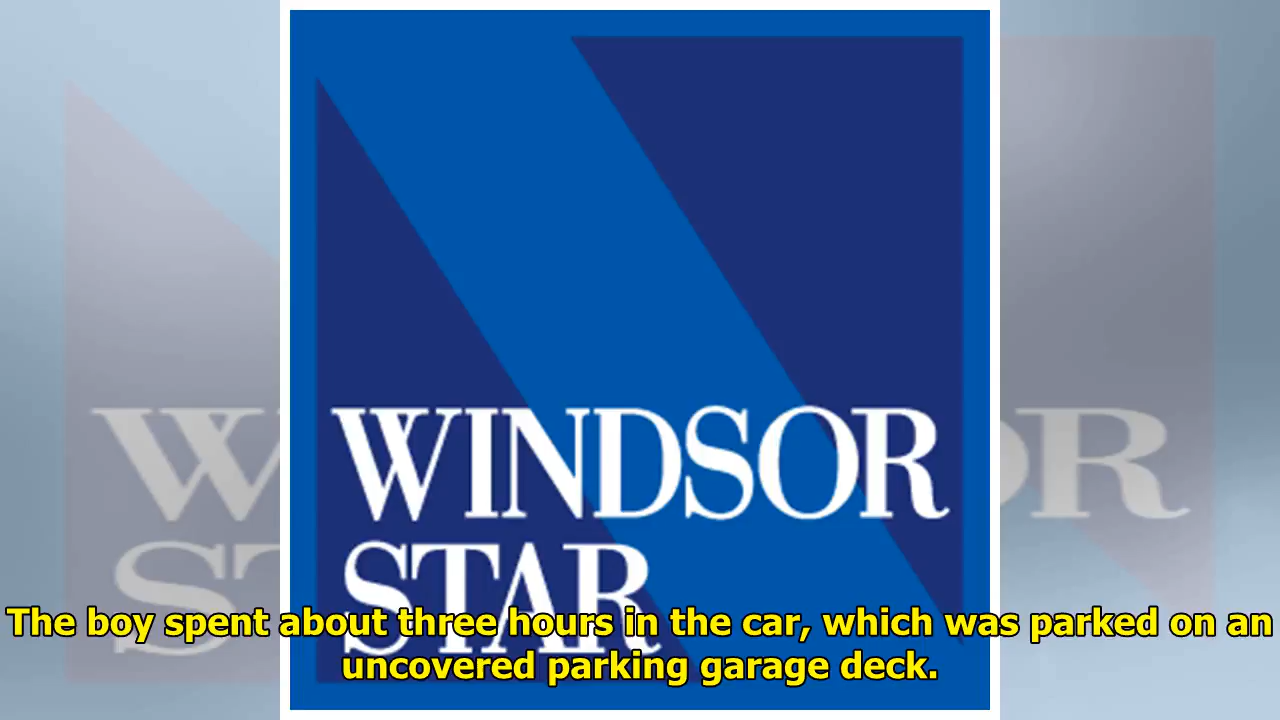 WINDSOR
STAR
The boy spent about three hours in the car, which was parked on an
uncovered parking garage deck.